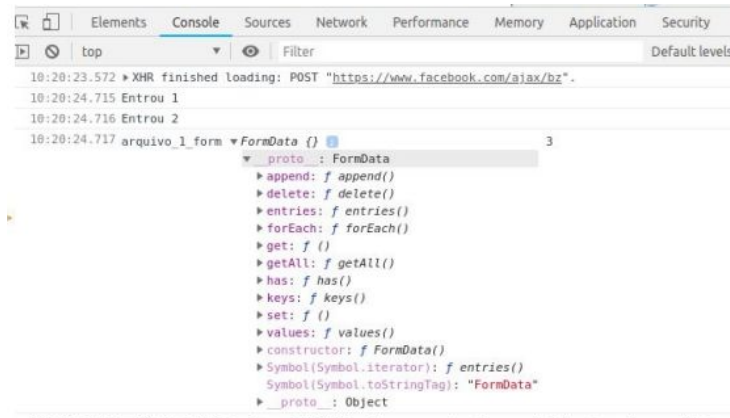 Elements Console Sources Network Performance Memory Application Security
top Filter Default levels
10:20:23.572 ▸ XHR finished loading: POST "https://www.facebook.com/ajax/bz".
10:20:24.715 Entrou 1
10:20:24.716 Entrou 2
10:20:24.717 arquivo_1_form ▾ FormData {} i 3
▾ __proto__: FormData
▸ append: ƒ append()
▸ delete: ƒ delete()
▸ entries: ƒ entries()
▸ forEach: ƒ forEach()
▸ get: ƒ ()
▸ getAll: ƒ getAll()
▸ has: ƒ has()
▸ keys: ƒ keys()
▸ set: ƒ ()
▸ values: ƒ values()
▸ constructor: ƒ FormData()
▸ Symbol(Symbol.iterator): ƒ entries()
Symbol(Symbol.toStringTag): "FormData"
▸ __proto__: Object